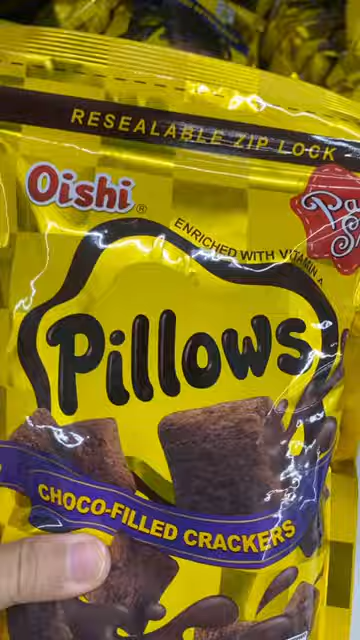 RESEALABLE ZIP LOCK
Oishi®
ENRICHED WITH VITAMIN A
Pillows
CHOCO-FILLED CRACKERS